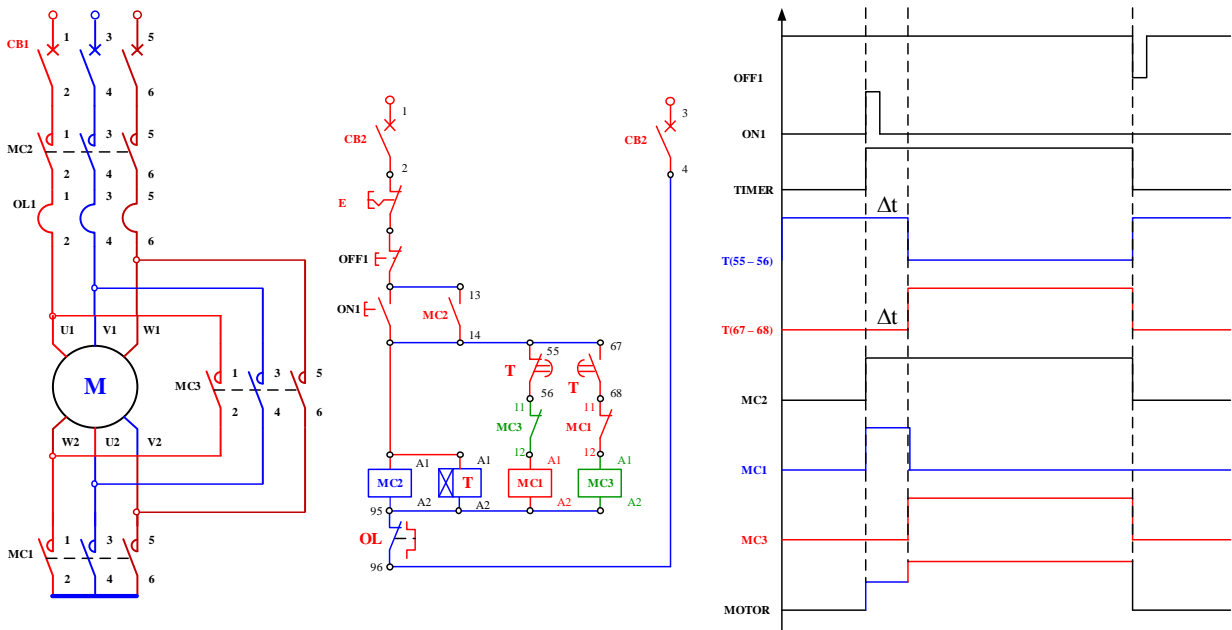 CB1 1 3 5
2 4 6
MC2 1 3 5
2 4 6
OL1 1 3 5
2 4 6
U1 V1 W1
M
W2 U2 V2
MC3 1 3 5
2 4 6
MC1 1 3 5
2 4 6
1
CB2
2
3
CB2
4
E
OFF1
ON1
13
MC2
14
55
T
56
67
T
68
11
MC3
12
11
MC1
12
A1
MC2
A2
A1
T
A2
A1
MC1
A2
A1
MC3
A2
95
OL
96
OFF1
ON1
TIMER
Δt
T(55 – 56)
Δt
T(67 – 68)
MC2
MC1
MC3
MOTOR